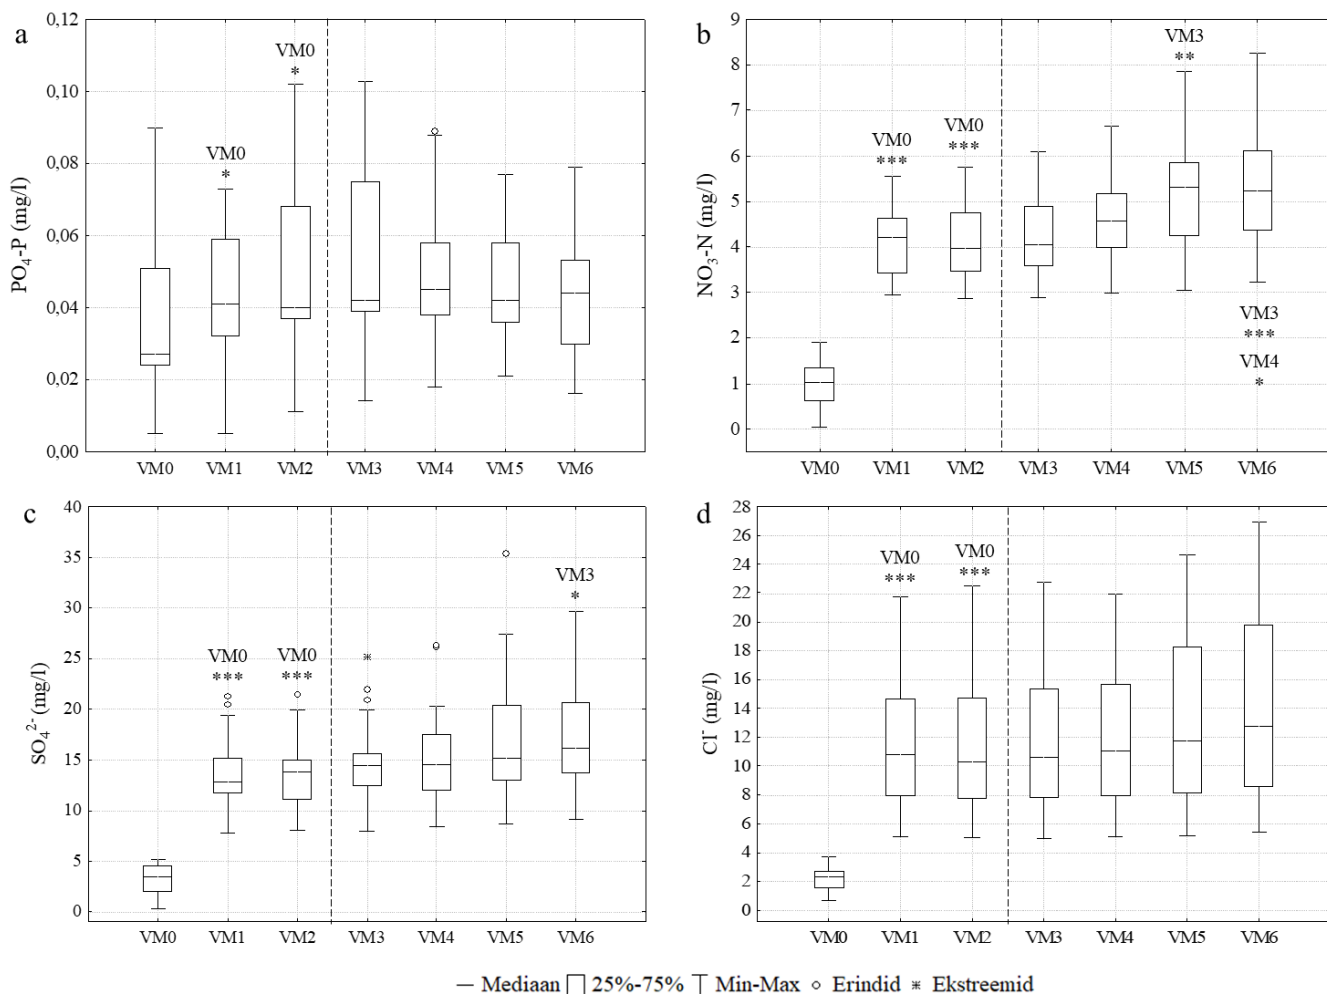 a
PO₄-P (mg/l)
0,12
0,10
0,08
0,06
0,04
0,02
0,00
VM0
*
VM0
*
VM0 VM1 VM2 VM3 VM4 VM5 VM6
b
NO₃-N (mg/l)
9
8
7
6
5
4
3
2
1
0
VM0
***
VM0
***
VM3
**
VM3
***
VM4
*
VM0 VM1 VM2 VM3 VM4 VM5 VM6
c
SO₄²⁻ (mg/l)
40
35
30
25
20
15
10
5
0
VM0
***
VM0
***
VM3
*
VM0 VM1 VM2 VM3 VM4 VM5 VM6
d
Cl⁻ (mg/l)
28
26
24
22
20
18
16
14
12
10
8
6
4
2
0
VM0
***
VM0
***
VM0 VM1 VM2 VM3 VM4 VM5 VM6
Mediaan 25%-75% Min-Max Erindid Ekstreemid